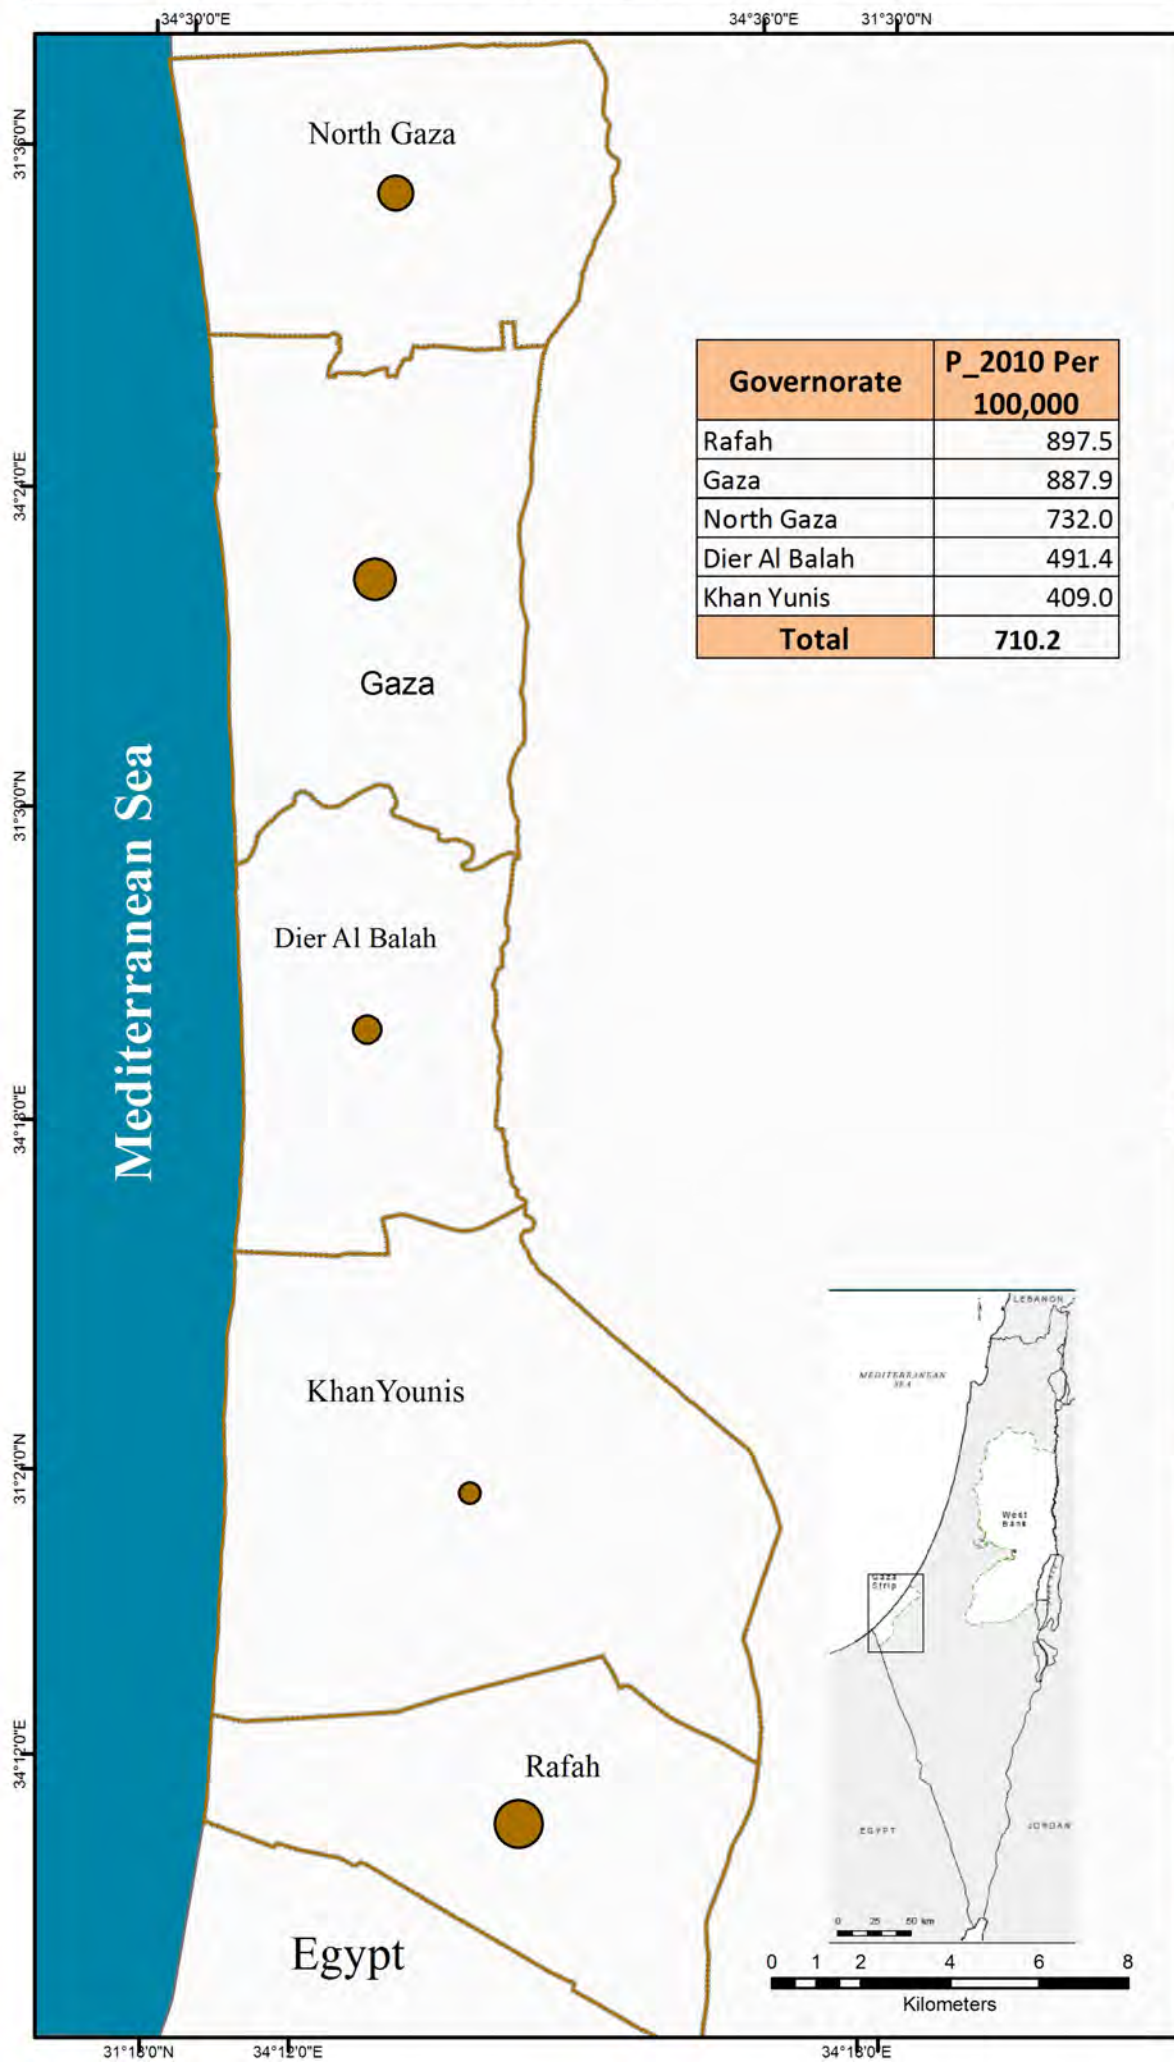 34°30'0"E
34°36'0"E
31°30'0"N
31°36'0"N
North Gaza
Governorate
P_2010 Per
100,000
Rafah 897.5
Gaza 887.9
North Gaza 732.0
Dier Al Balah 491.4
Khan Yunis 409.0
Total 710.2
34°24'0"E
Gaza
31°30'0"N
Mediterranean Sea
Dier Al Balah
34°18'0"E
KhanYounis
31°24'0"N
LEBANON
MEDITERRANEAN
SEA
West
Bank
Gaza
Strip
EGYPT
JORDAN
0 25 50 km
34°12'0"E
Rafah
Egypt
0 1 2 4 6 8
Kilometers
31°18'0"N
34°12'0"E
34°18'0"E